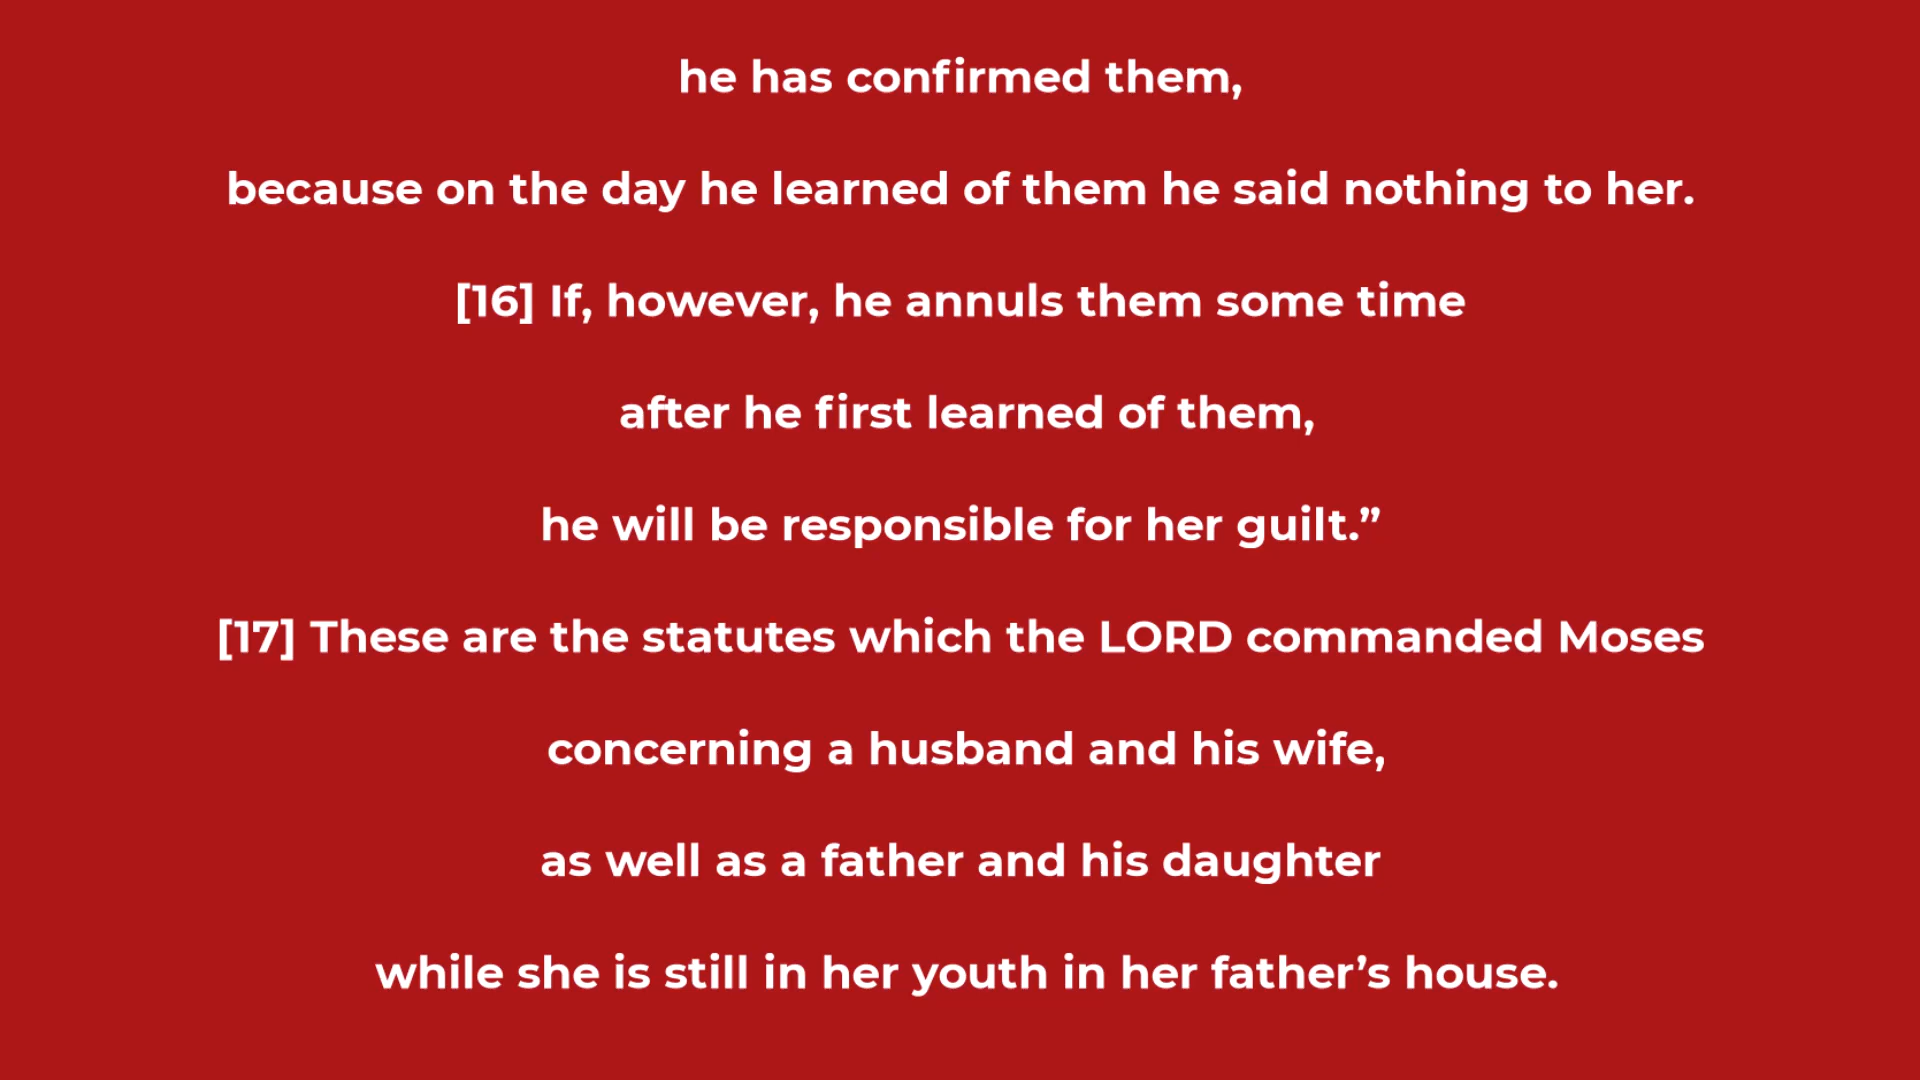 he has confirmed them,
because on the day he learned of them he said nothing to her.
[16] If, however, he annuls them some time
after he first learned of them,
he will be responsible for her guilt.”
[17] These are the statutes which the LORD commanded Moses
concerning a husband and his wife,
as well as a father and his daughter
while she is still in her youth in her father’s house.